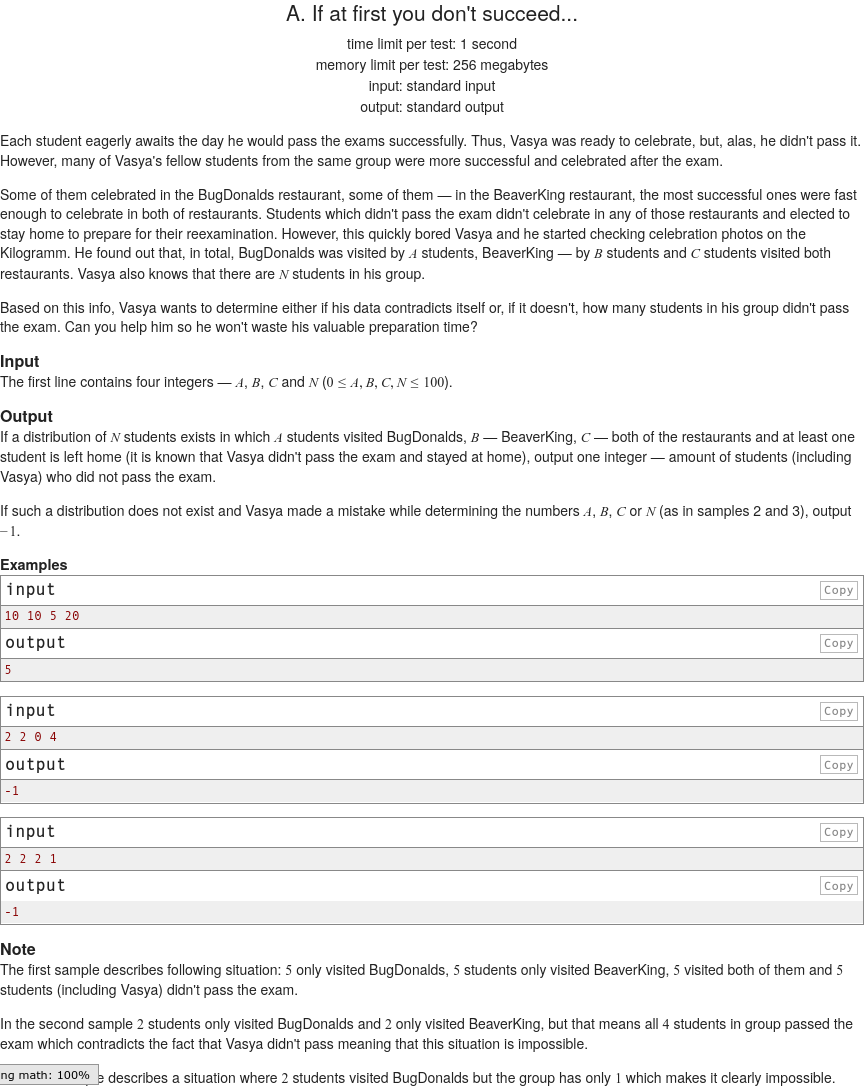 A. If at first you don't succeed...
time limit per test: 1 second
memory limit per test: 256 megabytes
input: standard input
output: standard output
Each student eagerly awaits the day he would pass the exams successfully. Thus, Vasya was ready to celebrate, but, alas, he didn't pass it.
However, many of Vasya's fellow students from the same group were more successful and celebrated after the exam.
Some of them celebrated in the BugDonalds restaurant, some of them — in the BeaverKing restaurant, the most successful ones were fast
enough to celebrate in both of restaurants. Students which didn't pass the exam didn't celebrate in any of those restaurants and elected to
stay home to prepare for their reexamination. However, this quickly bored Vasya and he started checking celebration photos on the
Kilogramm. He found out that, in total, BugDonalds was visited by A students, BeaverKing — by B students and C students visited both
restaurants. Vasya also knows that there are N students in his group.
Based on this info, Vasya wants to determine either if his data contradicts itself or, if it doesn't, how many students in his group didn't pass
the exam. Can you help him so he won't waste his valuable preparation time?
Input
The first line contains four integers — A, B, C and N (0 ≤ A, B, C, N ≤ 100).
Output
If a distribution of N students exists in which A students visited BugDonalds, B — BeaverKing, C — both of the restaurants and at least one
student is left home (it is known that Vasya didn't pass the exam and stayed at home), output one integer — amount of students (including
Vasya) who did not pass the exam.
If such a distribution does not exist and Vasya made a mistake while determining the numbers A, B, C or N (as in samples 2 and 3), output
−1.
Examples
input Copy
10 10 5 20
output Copy
5
input Copy
2 2 0 4
output Copy
-1
input Copy
2 2 2 1
output Copy
-1
Note
The first sample describes following situation: 5 only visited BugDonalds, 5 students only visited BeaverKing, 5 visited both of them and 5
students (including Vasya) didn't pass the exam.
In the second sample 2 students only visited BugDonalds and 2 only visited BeaverKing, but that means all 4 students in group passed the
exam which contradicts the fact that Vasya didn't pass meaning that this situation is impossible.
ng math: 100% describes a situation where 2 students visited BugDonalds but the group has only 1 which makes it clearly impossible.